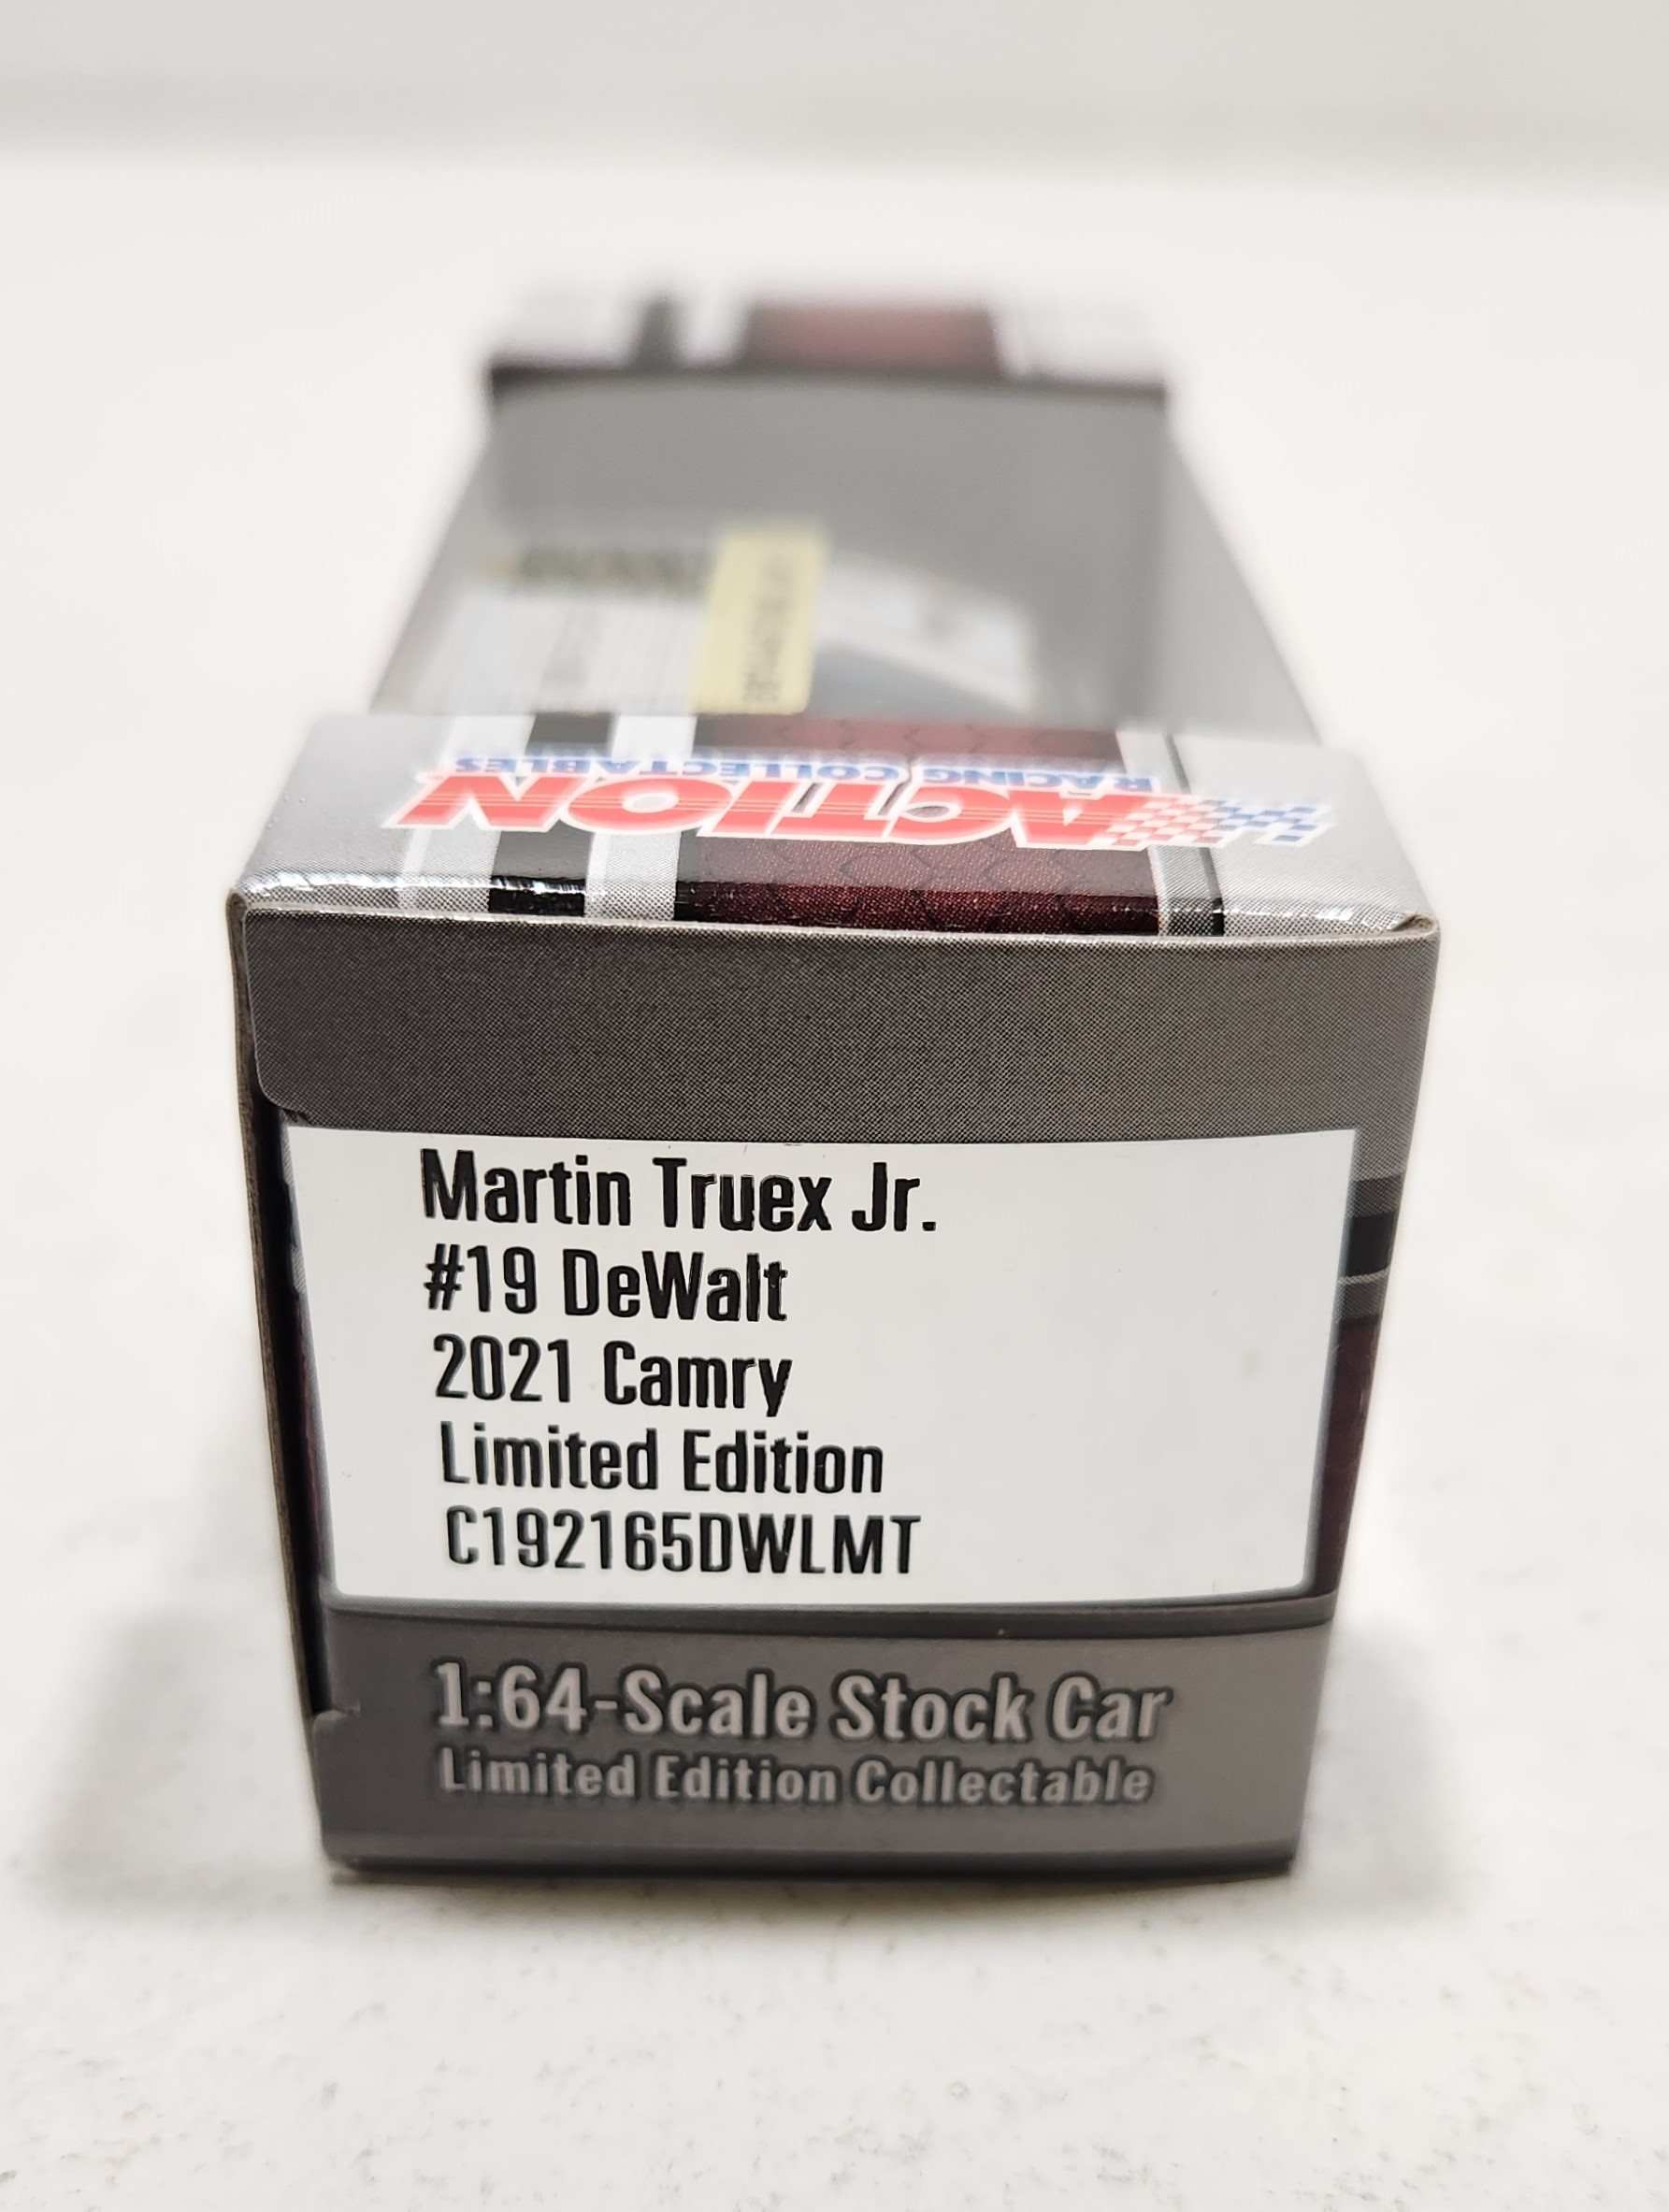 ACTION
RACING COLLECTABLES
Martin Truex Jr.
#19 DeWalt
2021 Camry
Limited Edition
C192165DWLMT
1:64-Scale Stock Car
Limited Edition Collectable